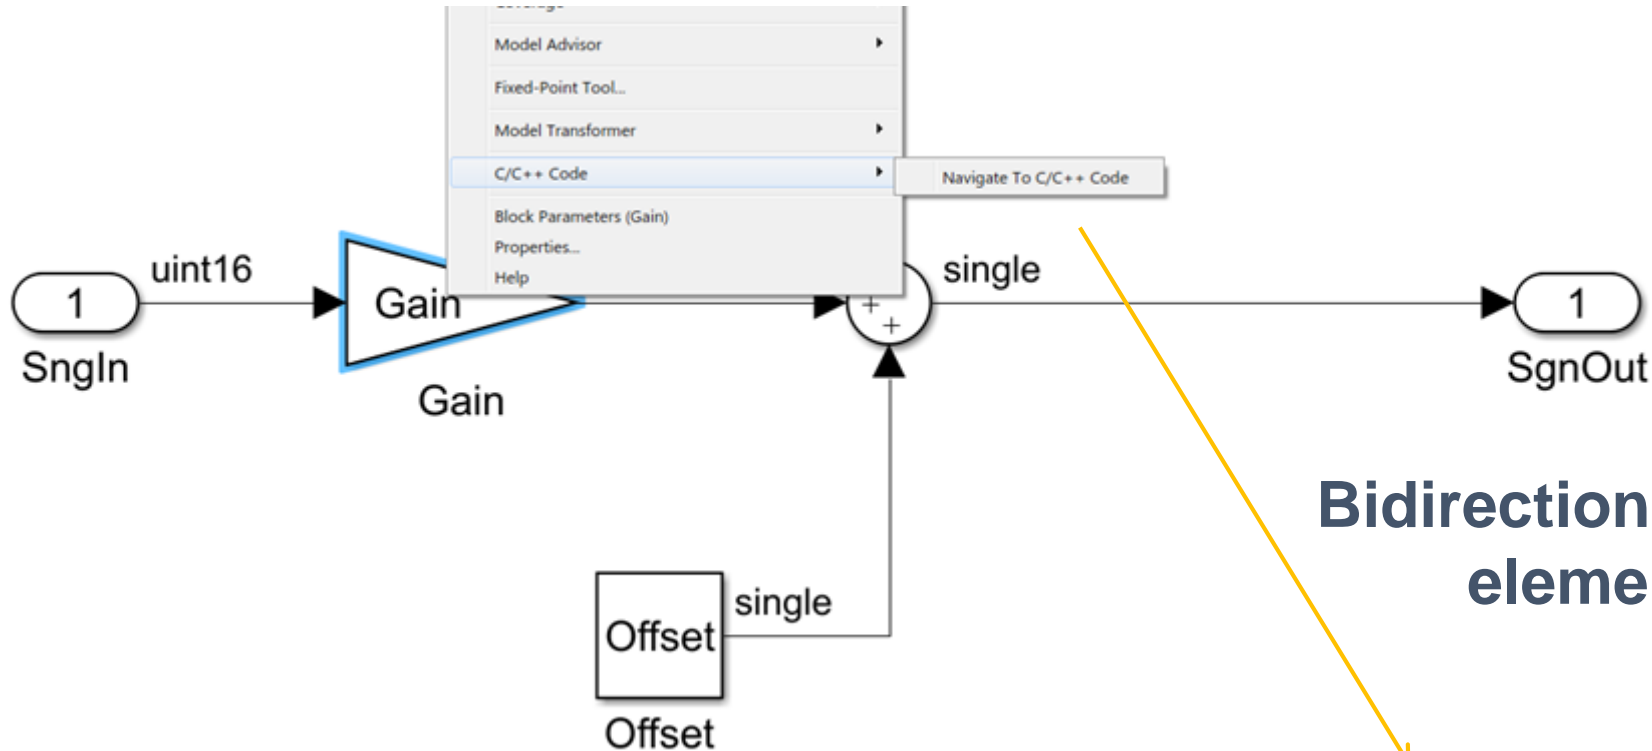 Model Advisor
Fixed-Point Tool...
Model Transformer
C/C++ Code
Navigate To C/C++ Code
Block Parameters (Gain)
Properties...
Help
uint16
single
1
Gain
+
+
1
SngIn
SgnOut
Gain
Bidirection
eleme
single
Offset
Offset